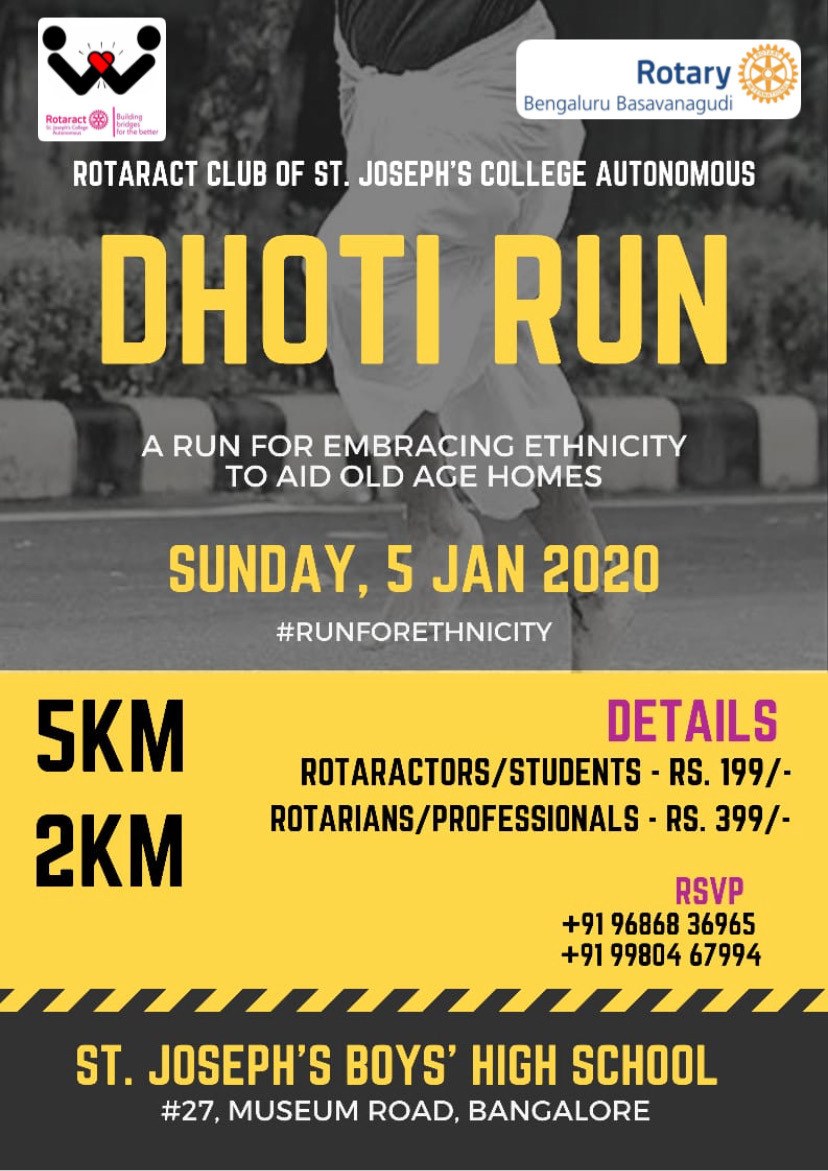 Rotaract
St. Joseph's College
Autonomous
Building
bridges
for the better
Rotary
Bengaluru Basavanagudi
ROTARACT CLUB OF ST. JOSEPH'S COLLEGE AUTONOMOUS
DHOTI RUN
A RUN FOR EMBRACING ETHNICITY
TO AID OLD AGE HOMES
SUNDAY, 5 JAN 2020
#RUNFORETHNICITY
5KM
2KM
DETAILS
ROTARACTORS/STUDENTS - RS. 199/-
ROTARIANS/PROFESSIONALS - RS. 399/-
RSVP
+91 96868 36965
+91 99804 67994
ST. JOSEPH'S BOYS' HIGH SCHOOL
#27, MUSEUM ROAD, BANGALORE